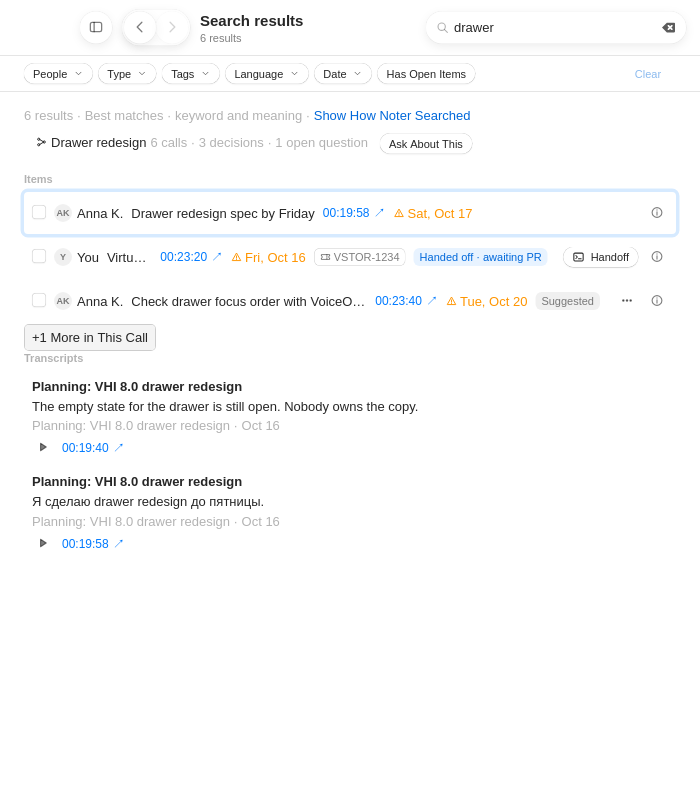 Search results
6 results
drawer
People
Type
Tags
Language
Date
Has Open Items
Clear
6 results · Best matches · keyword and meaning · Show How Noter Searched
Drawer redesign 6 calls · 3 decisions · 1 open question Ask About This
Items
AK Anna K. Drawer redesign spec by Friday 00:19:58 Sat, Oct 17
Y You Virtu… 00:23:20 Fri, Oct 16 VSTOR-1234 Handed off · awaiting PR Handoff
AK Anna K. Check drawer focus order with VoiceO… 00:23:40 Tue, Oct 20 Suggested
+1 More in This Call
Transcripts
Planning: VHI 8.0 drawer redesign
The empty state for the drawer is still open. Nobody owns the copy.
Planning: VHI 8.0 drawer redesign · Oct 16
00:19:40
Planning: VHI 8.0 drawer redesign
Я сделаю drawer redesign до пятницы.
Planning: VHI 8.0 drawer redesign · Oct 16
00:19:58